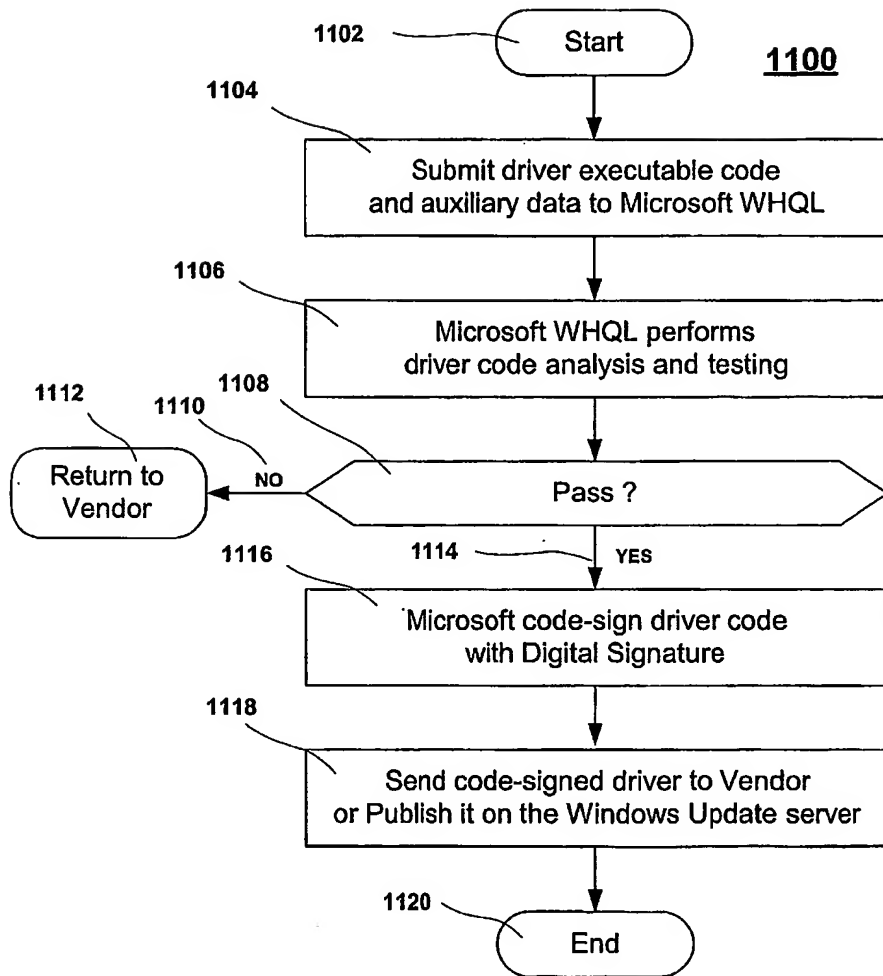 1102
Start
1100
1104
Submit driver executable code
and auxiliary data to Microsoft WHQL
1106
Microsoft WHQL performs
driver code analysis and testing
1108
1112
1110
Return to
Vendor
NO
Pass ?
1114
YES
1116
Microsoft code-sign driver code
with Digital Signature
1118
Send code-signed driver to Vendor
or Publish it on the Windows Update server
1120
End